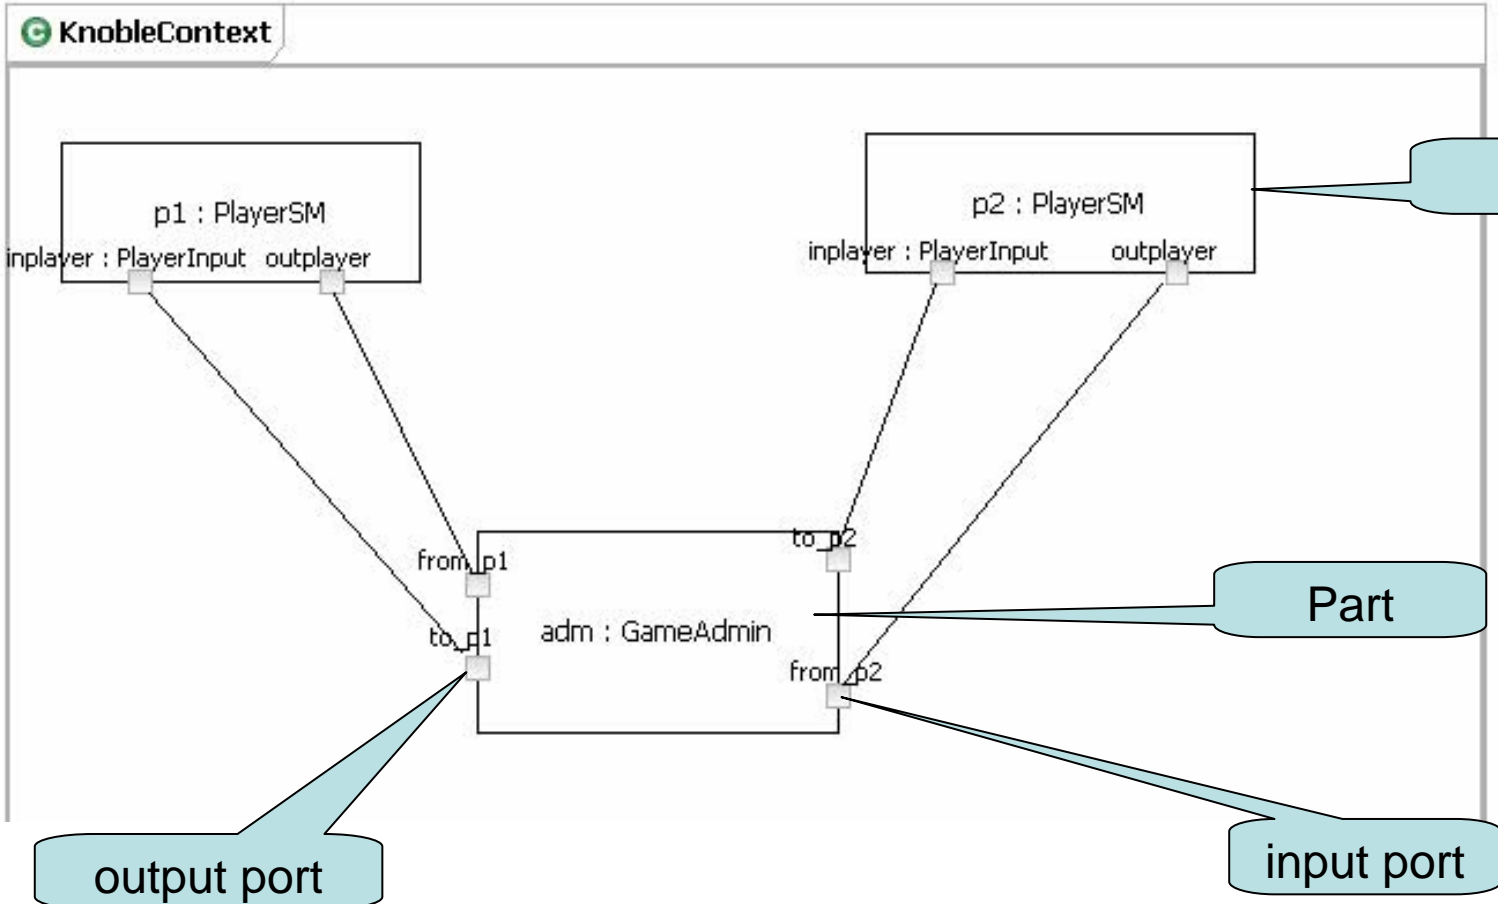 KnobleContext
p1 : PlayerSM
p2 : PlayerSM
inplayer : PlayerInput outplayer
inplayer : PlayerInput outplayer
from_p1
to_p2
Part
to_p1
adm : GameAdmin
from_p2
output port
input port